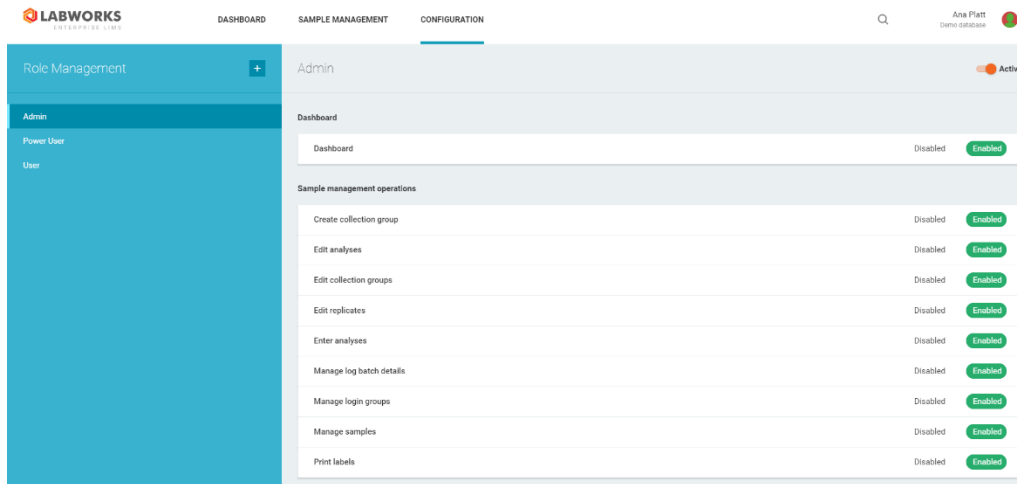 LABWORKS
ENTERPRISE LIMS
DASHBOARD SAMPLE MANAGEMENT CONFIGURATION
Ana Platt
Demo database
Role Management +
Admin
Power User
User
Admin
Activ
Dashboard
Dashboard Disabled Enabled
Sample management operations
Create collection group Disabled Enabled
Edit analyses Disabled Enabled
Edit collection groups Disabled Enabled
Edit replicates Disabled Enabled
Enter analyses Disabled Enabled
Manage log batch details Disabled Enabled
Manage login groups Disabled Enabled
Manage samples Disabled Enabled
Print labels Disabled Enabled